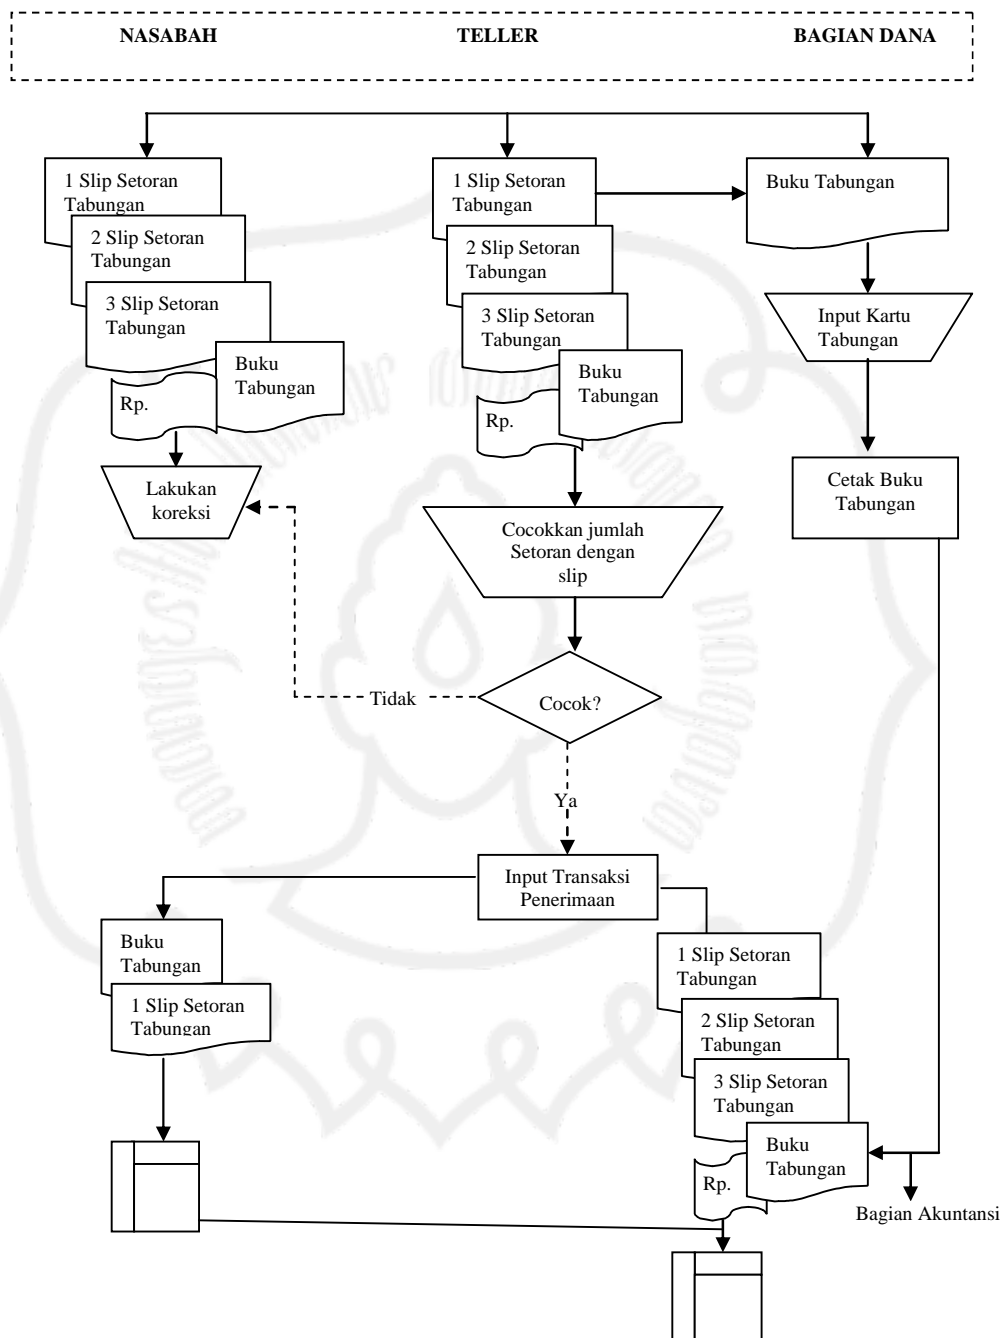 NASABAH TELLER BAGIAN DANA
1 Slip Setoran
Tabungan
2 Slip Setoran
Tabungan
3 Slip Setoran
Tabungan
Buku
Tabungan
Rp.
Lakukan
koreksi
1 Slip Setoran
Tabungan
2 Slip Setoran
Tabungan
3 Slip Setoran
Tabungan
Buku
Tabungan
Rp.
Cocokkan jumlah
Setoran dengan
slip
Buku Tabungan
Input Kartu
Tabungan
Cetak Buku
Tabungan
Tidak
Cocok?
Ya
Input Transaksi
Penerimaan
Buku
Tabungan
1 Slip Setoran
Tabungan
1 Slip Setoran
Tabungan
2 Slip Setoran
Tabungan
3 Slip Setoran
Tabungan
Buku
Tabungan
Rp.
Bagian Akuntansi